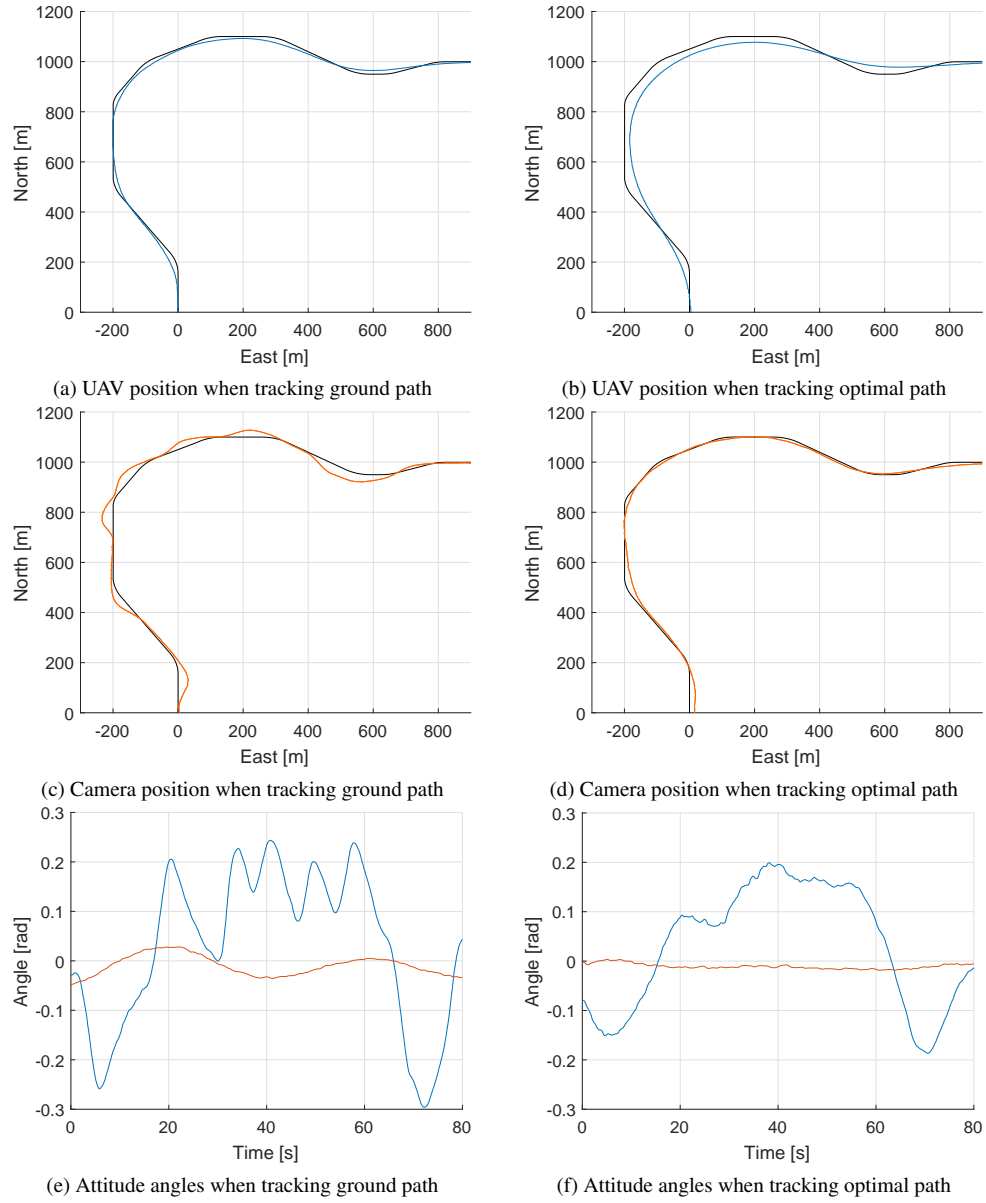 1200
1000
800
600
400
200
0
North [m]
-200 0 200 400 600 800
East [m]
(a) UAV position when tracking ground path
1200
1000
800
600
400
200
0
North [m]
-200 0 200 400 600 800
East [m]
(b) UAV position when tracking optimal path
1200
1000
800
600
400
200
0
North [m]
-200 0 200 400 600 800
East [m]
(c) Camera position when tracking ground path
1200
1000
800
600
400
200
0
North [m]
-200 0 200 400 600 800
East [m]
(d) Camera position when tracking optimal path
0.3
0.2
0.1
0
-0.1
-0.2
-0.3
Angle [rad]
0 20 40 60 80
Time [s]
(e) Attitude angles when tracking ground path
0.3
0.2
0.1
0
-0.1
-0.2
-0.3
Angle [rad]
0 20 40 60 80
Time [s]
(f) Attitude angles when tracking optimal path